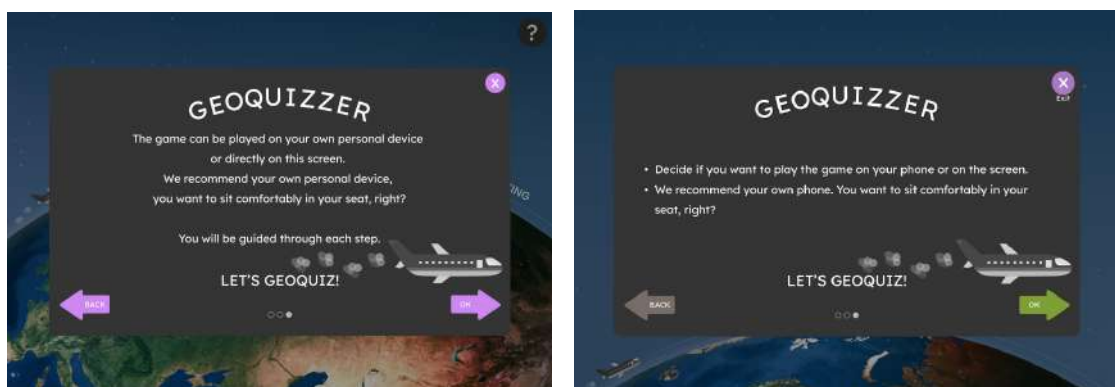 ?
X
GEOQUIZZER
The game can be played on your own personal device
or directly on this screen.
We recommend your own personal device,
you want to sit comfortably in your seat, right?
You will be guided through each step.
LET'S GEOQUIZ!
BACK
OK
X
Exit
GEOQUIZZER
• Decide if you want to play the game on your phone or on the screen.
• We recommend your own phone. You want to sit comfortably in your
seat, right?
LET'S GEOQUIZ!
BACK
OK